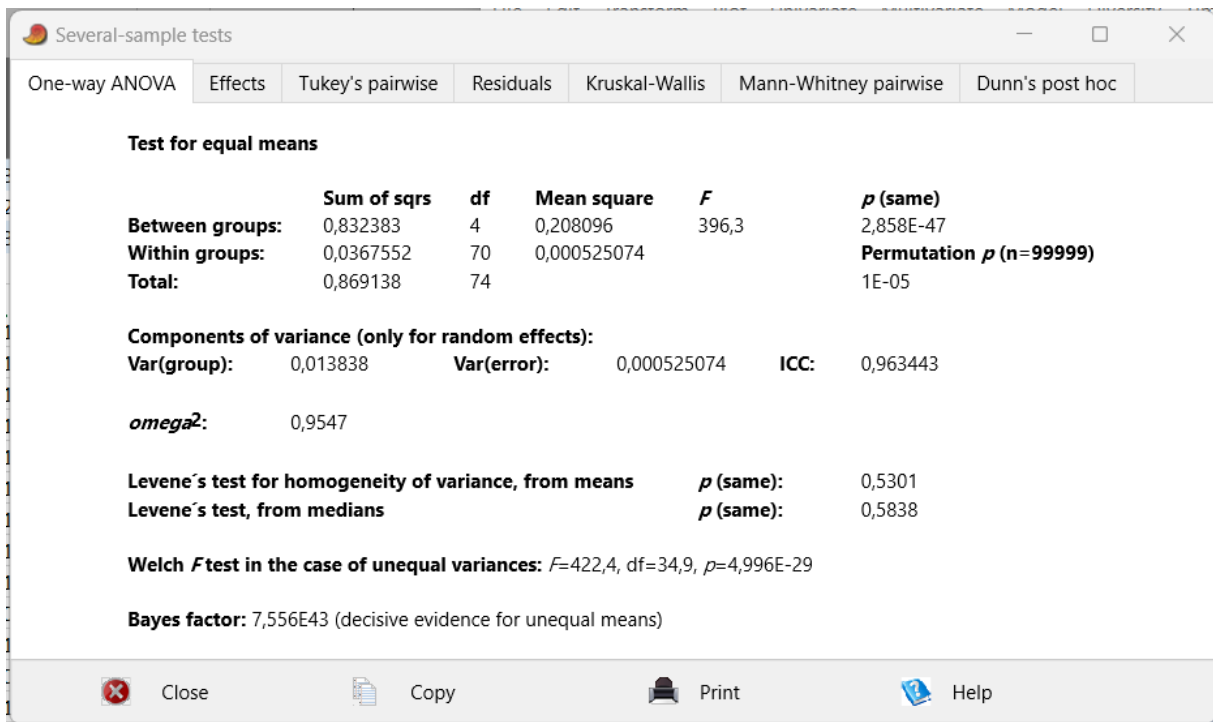 Several-sample tests
One-way ANOVA Effects Tukey's pairwise Residuals Kruskal-Wallis Mann-Whitney pairwise Dunn's post hoc
Test for equal means
Sum of sqrs df Mean square F p (same)
Between groups: 0,832383 4 0,208096 396,3 2,858E-47
Within groups: 0,0367552 70 0,000525074 Permutation p (n=99999)
Total: 0,869138 74 1E-05
Components of variance (only for random effects):
Var(group): 0,013838 Var(error): 0,000525074 ICC: 0,963443
omega2: 0,9547
Levene´s test for homogeneity of variance, from means p (same): 0,5301
Levene´s test, from medians p (same): 0,5838
Welch F test in the case of unequal variances: F=422,4, df=34,9, p=4,996E-29
Bayes factor: 7,556E43 (decisive evidence for unequal means)
Close Copy Print Help